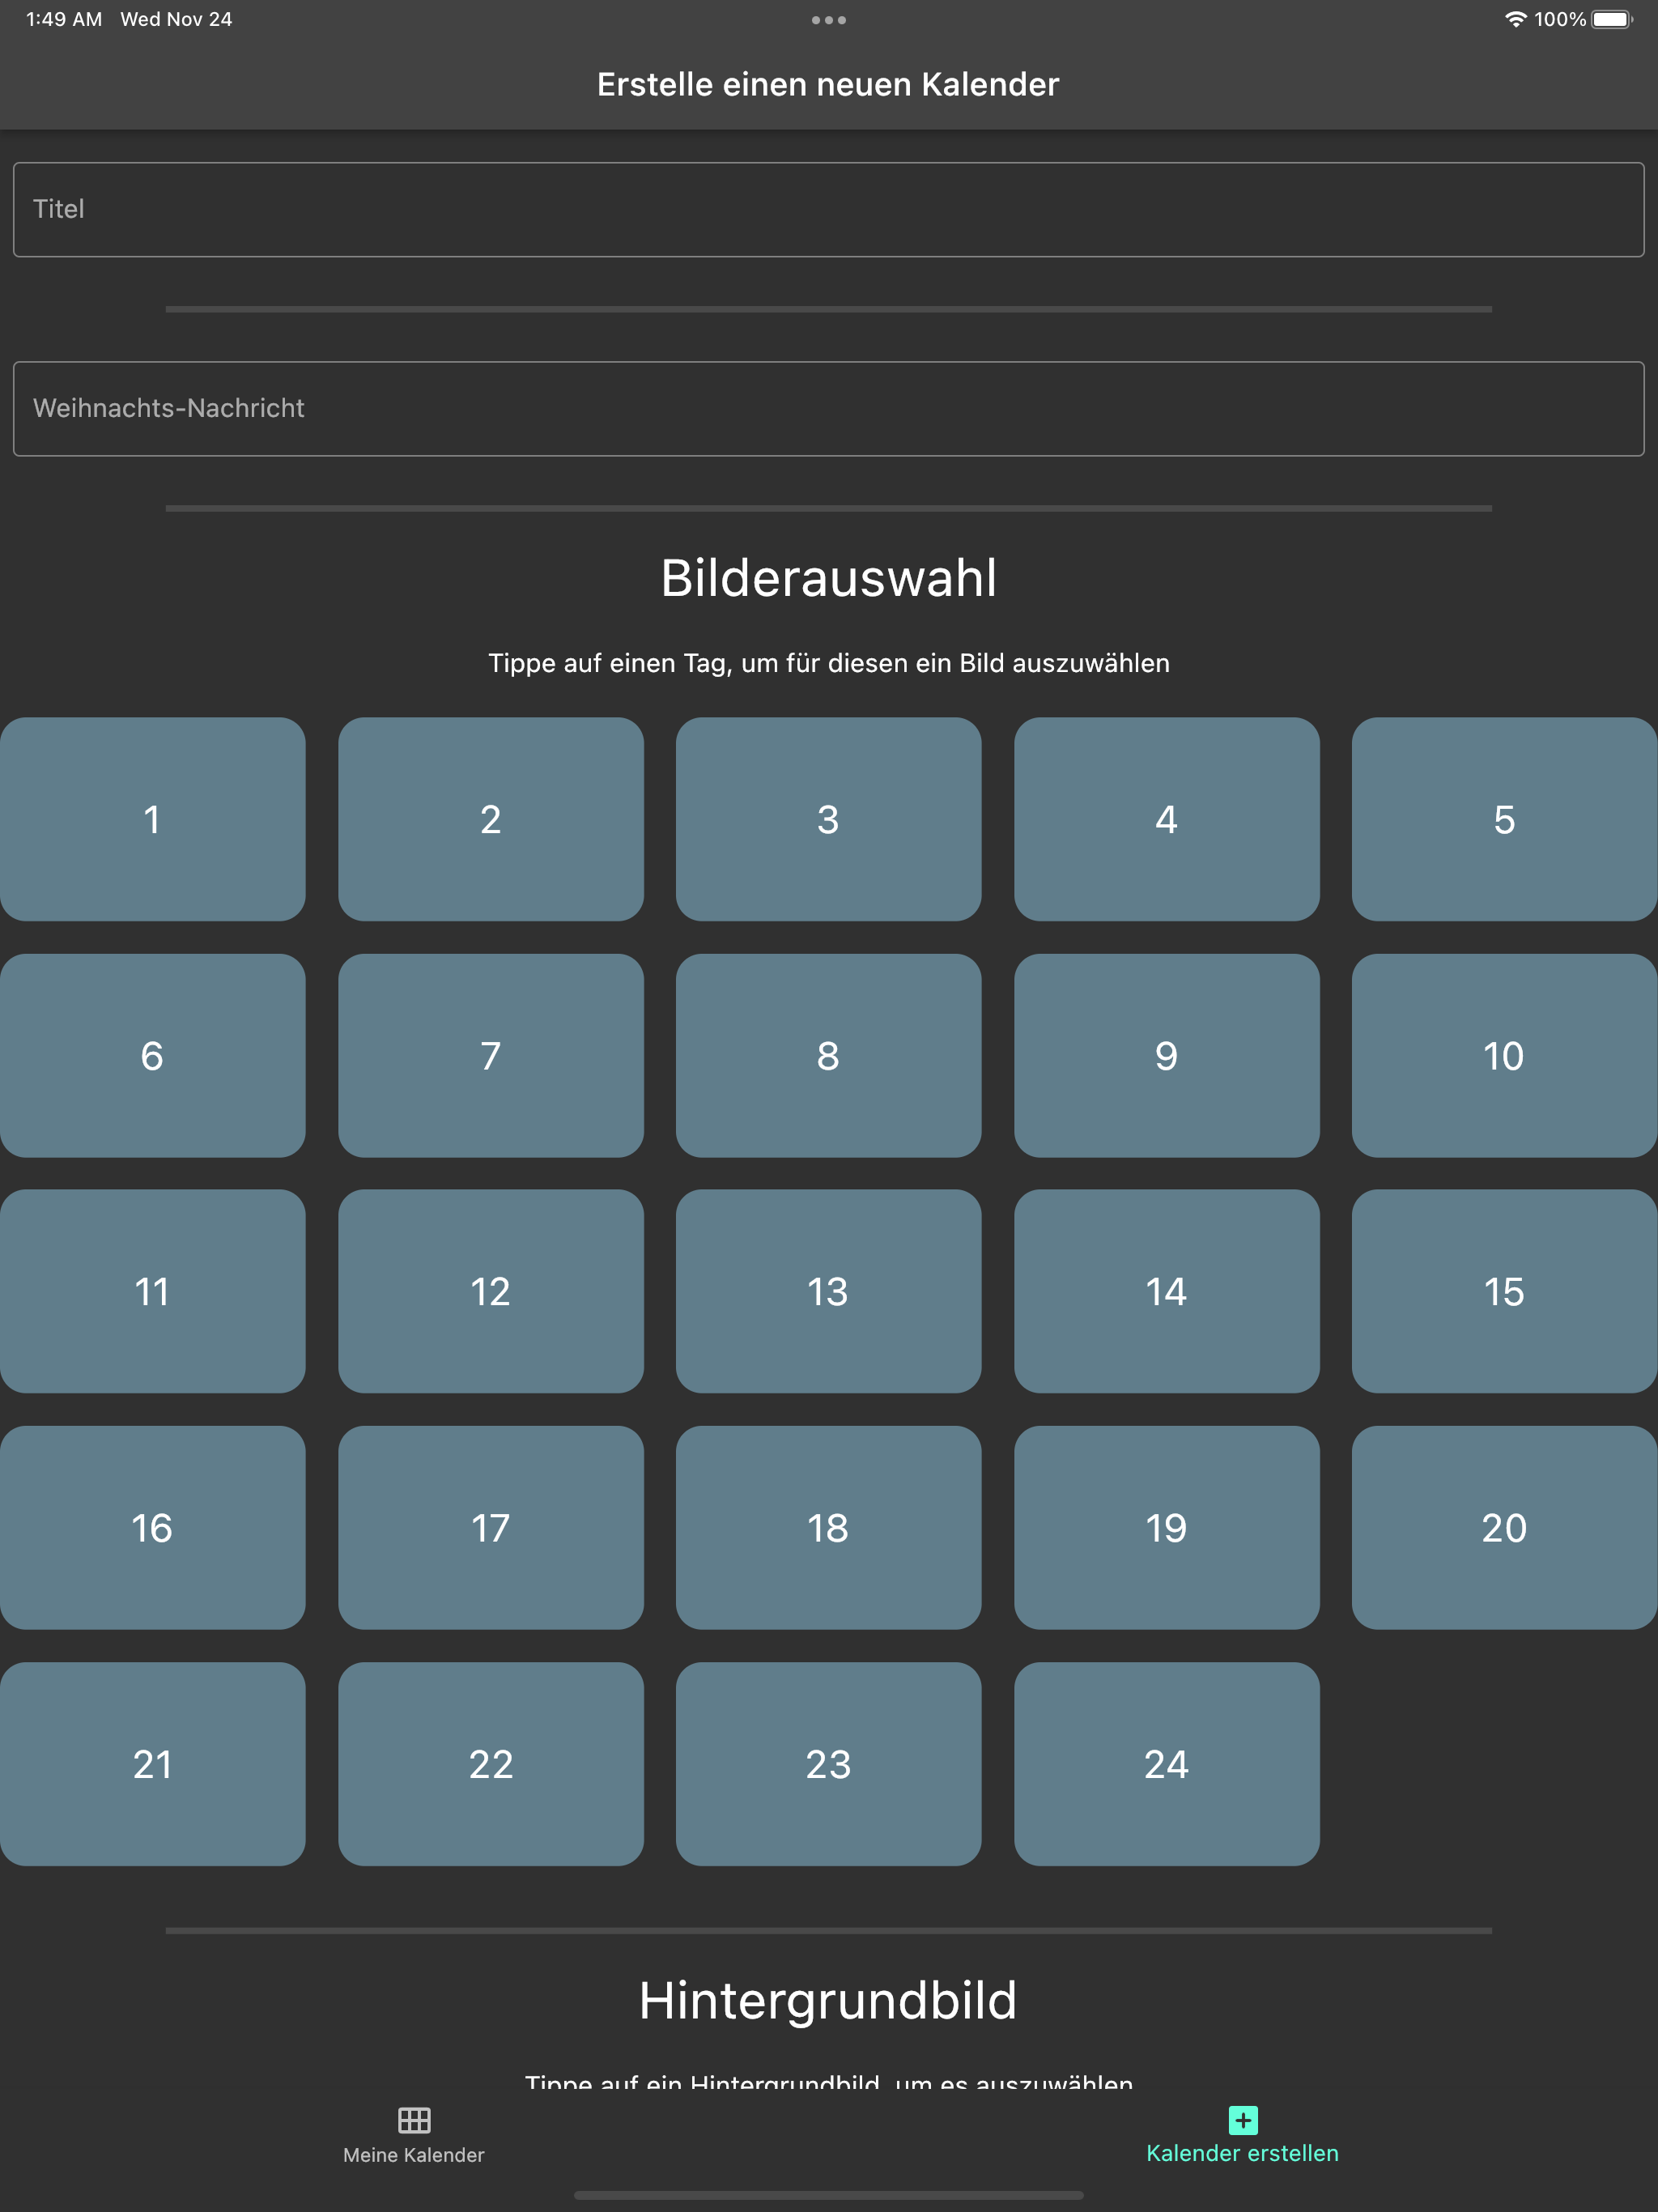 1:49 AM Wed Nov 24 100%
Erstelle einen neuen Kalender
Titel
Weihnachts-Nachricht
Bilderauswahl
Tippe auf einen Tag, um für diesen ein Bild auszuwählen
1 2 3 4 5
6 7 8 9 10
11 12 13 14 15
16 17 18 19 20
21 22 23 24
Hintergrundbild
Tippe auf ein Hintergrundbild, um es auszuwählen
Meine Kalender Kalender erstellen